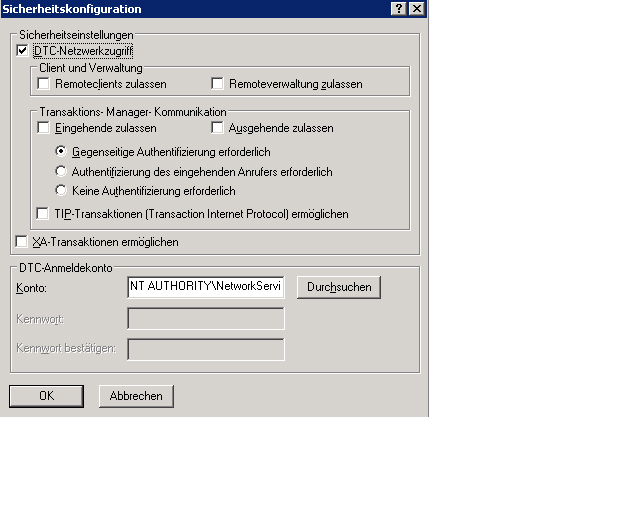 Sicherheitskonfiguration
Sicherheitseinstellungen
DTC-Netzwerkzugriff
Client und Verwaltung
Remoteclients zulassen Remoteverwaltung zulassen
Transaktions- Manager- Kommunikation
Eingehende zulassen Ausgehende zulassen
Gegenseitige Authentifizierung erforderlich
Authentifizierung des eingehenden Anrufers erforderlich
Keine Authentifizierung erforderlich
TIP-Transaktionen (Transaction Internet Protocol) ermöglichen
XA-Transaktionen ermöglichen
DTC-Anmeldekonto
Konto: NT AUTHORITY\NetworkServi Durchsuchen
Kennwort:
Kennwort bestätigen:
OK Abbrechen